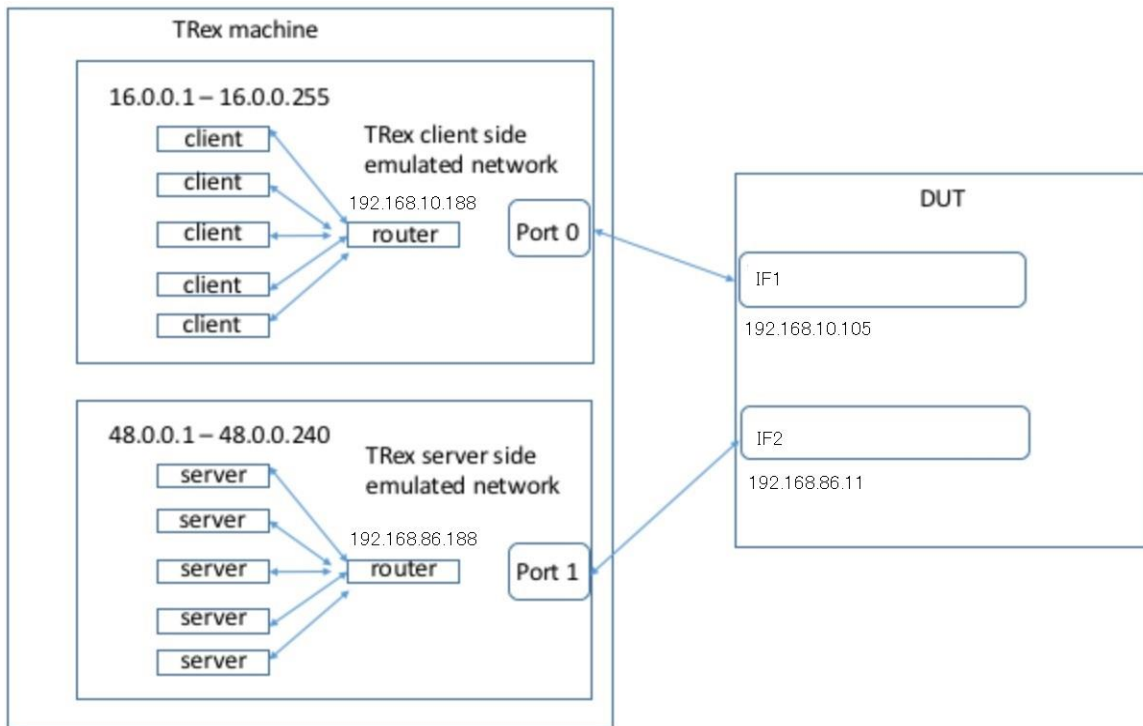 TRex machine
16.0.0.1 – 16.0.0.255
client
client
client
client
client
TRex client side
emulated network
192.168.10.188
router
Port 0
48.0.0.1 – 48.0.0.240
server
server
server
server
server
TRex server side
emulated network
192.168.86.188
router
Port 1
DUT
IF1
192.168.10.105
IF2
192.168.86.11